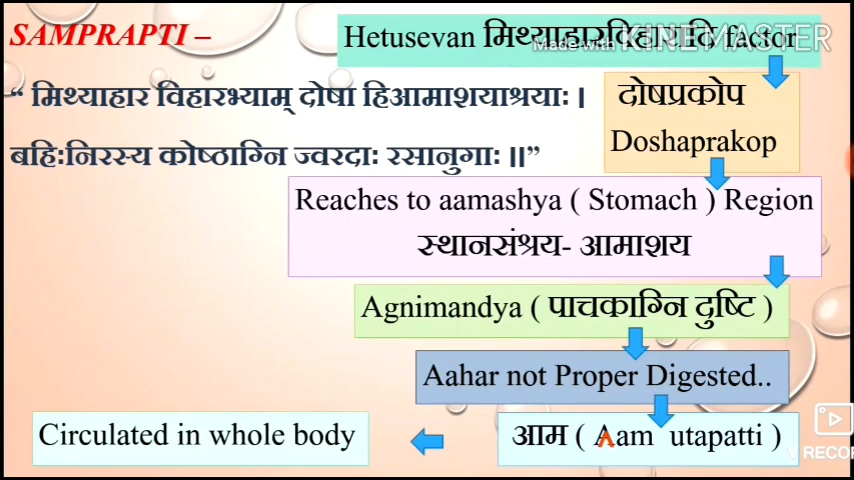 SAMPRAPTI –
Hetusevan मिथ्याहारविहारादि factor
Made with KINEMASTER
“ मिथ्याहार विहारभ्याम् दोषा हिआमाशयाश्रयाः ।
बहिःनिरस्य कोष्ठाग्नि ज्वरदाः रसानुगाः ॥”
दोषप्रकोप
Doshaprakop
Reaches to aamashya ( Stomach ) Region
स्थानसंश्रय- आमाशय
Agnimandya ( पाचकाग्नि दुष्टि )
Aahar not Proper Digested..
आम ( Aam utapatti )
Circulated in whole body
V RECOR